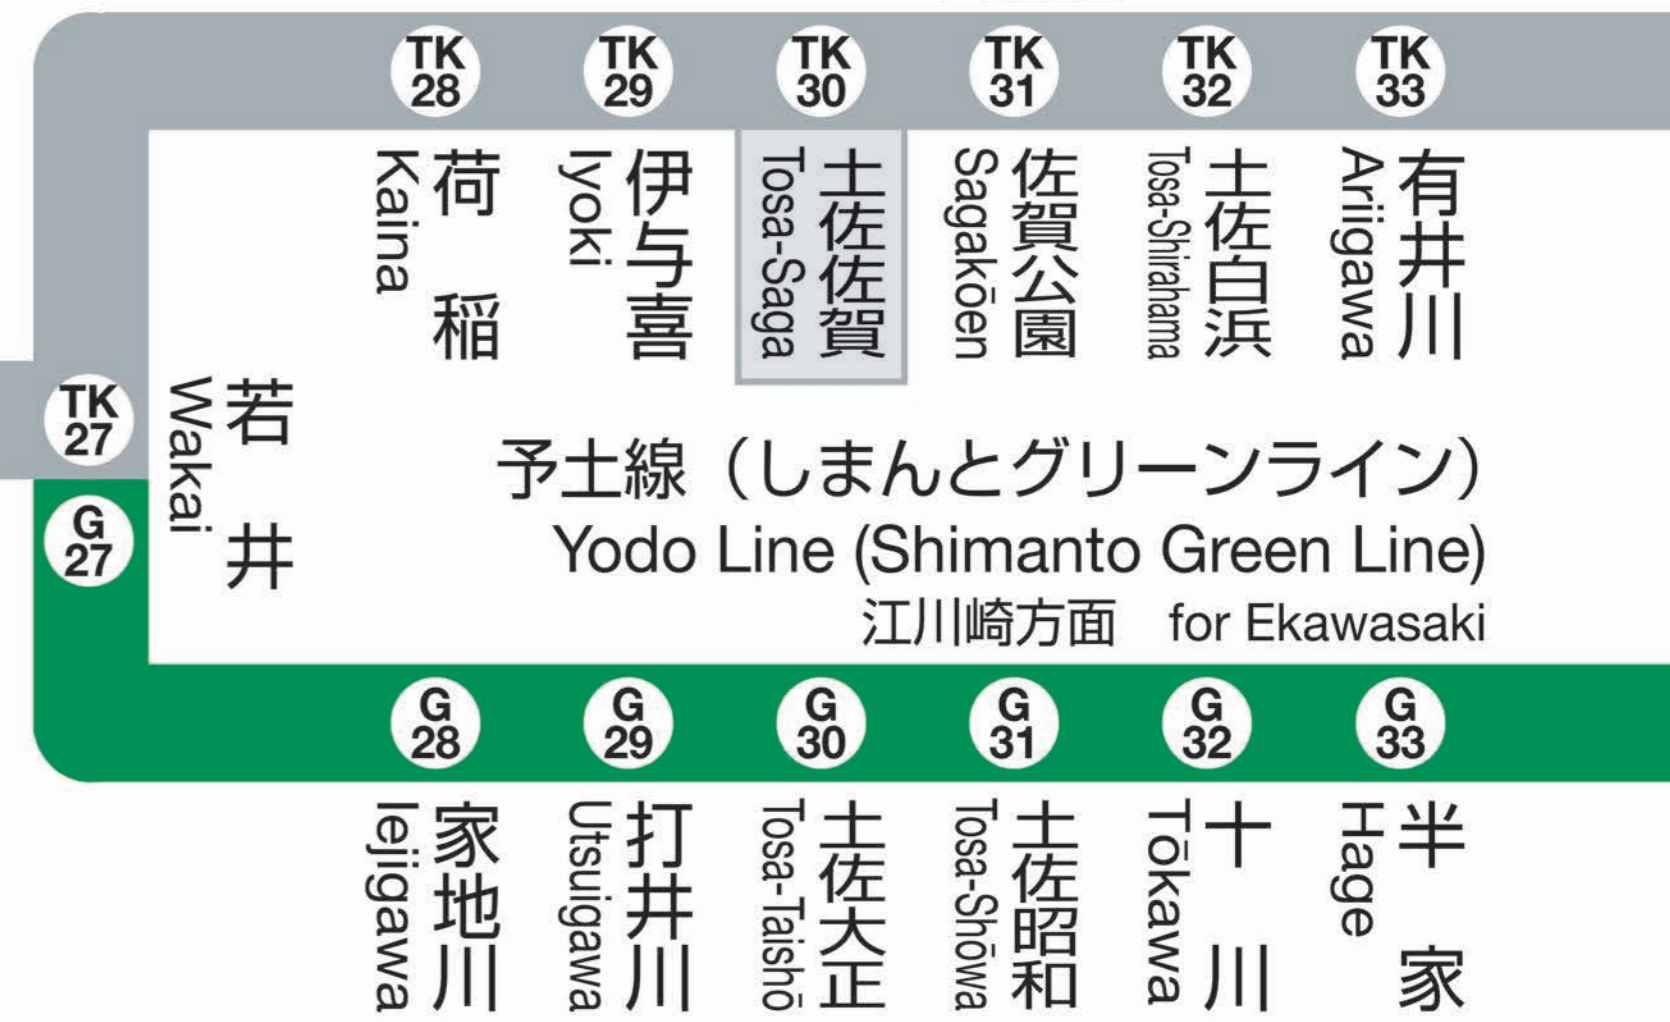 TK 28
荷稲
Kaina
TK 29
伊与喜
Iyoki
TK 30
土佐佐賀
Tosa-Saga
TK 31
佐賀公園
Sagakōen
TK 32
土佐白浜
Tosa-Shirahama
TK 33
有井川
Ariigawa
TK 27
G 27
若井
Wakai
予土線（しまんとグリーンライン）
Yodo Line (Shimanto Green Line)
江川崎方面 for Ekawasaki
G 28
家地川
Iejigawa
G 29
打井川
Utsuigawa
G 30
土佐大正
Tosa-Taishō
G 31
土佐昭和
Tosa-Shōwa
G 32
十川
Tōkawa
G 33
半家
Hage